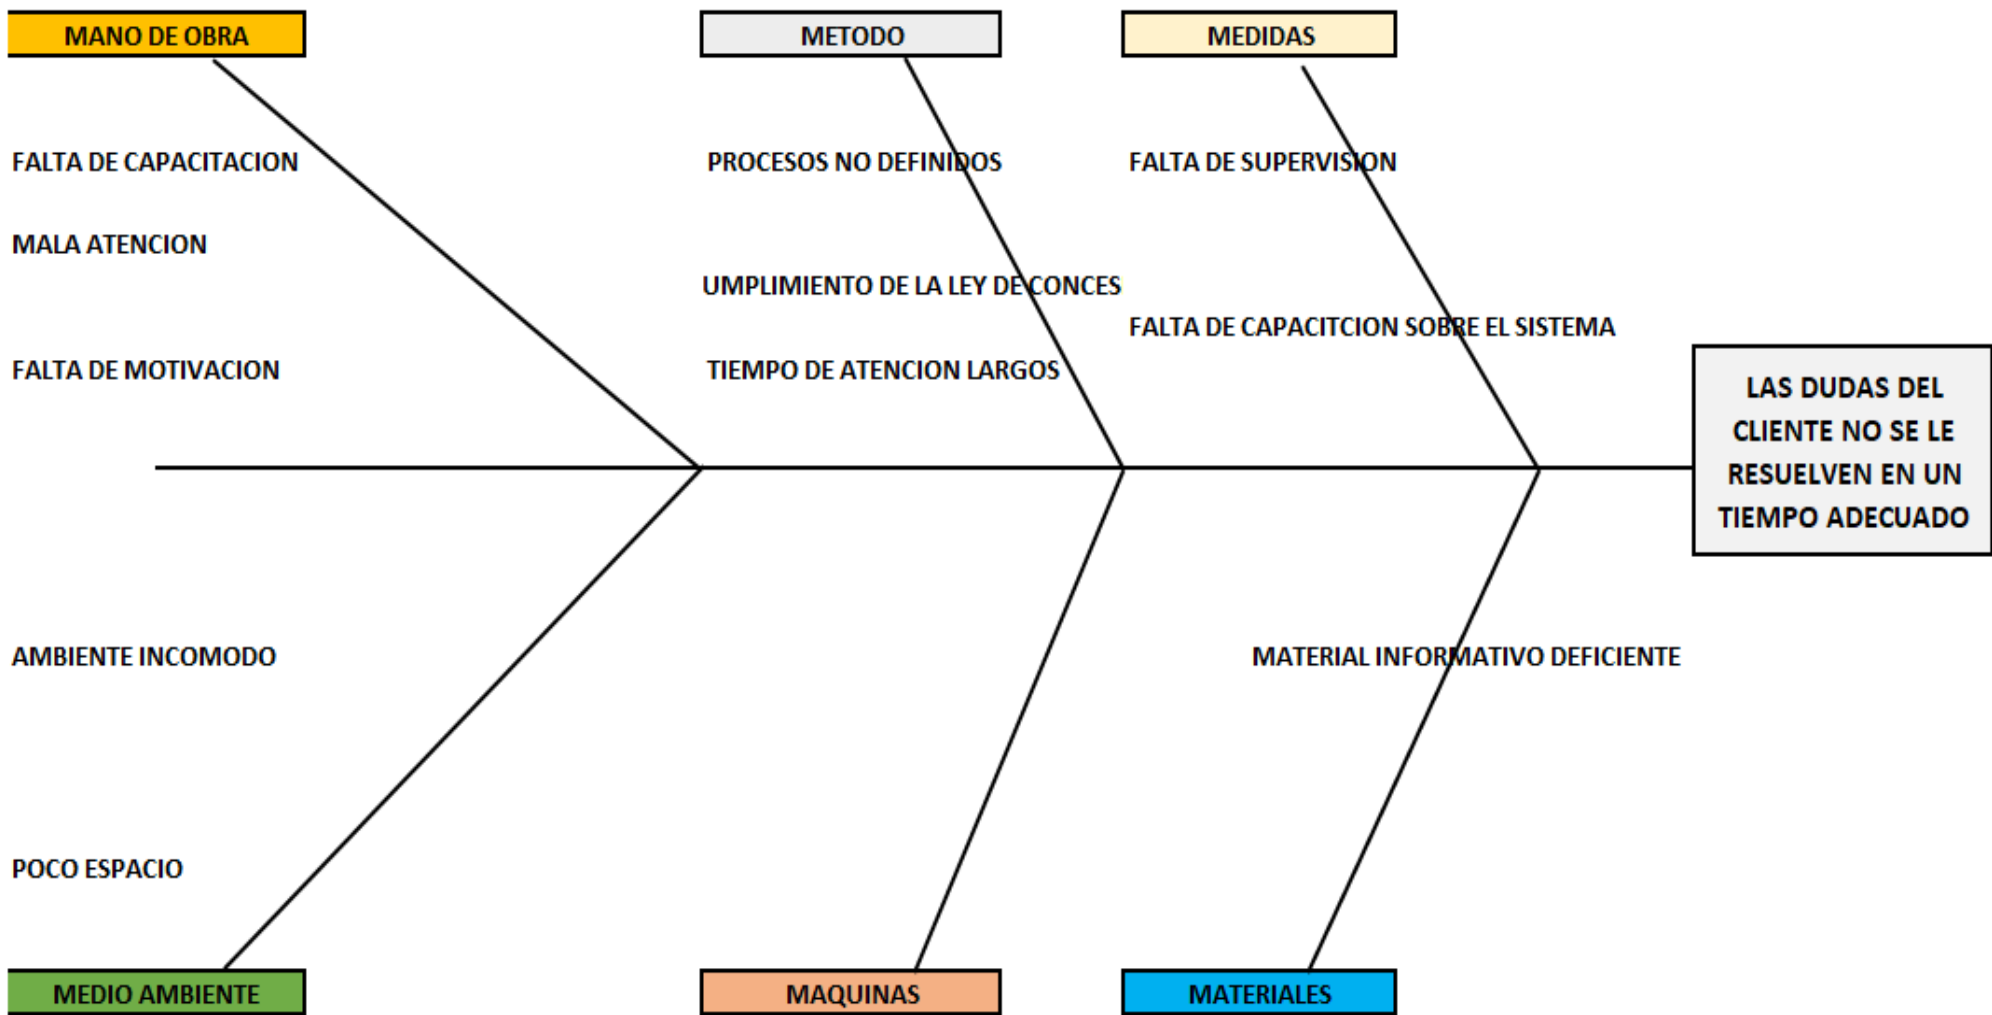 MANO DE OBRA
METODO
MEDIDAS
FALTA DE CAPACITACION
PROCESOS NO DEFINIDOS
FALTA DE SUPERVISION
MALA ATENCION
UMPLIMIENTO DE LA LEY DE CONCES
FALTA DE CAPACITCION SOBRE EL SISTEMA
FALTA DE MOTIVACION
TIEMPO DE ATENCION LARGOS
LAS DUDAS DEL
CLIENTE NO SE LE
RESUELVEN EN UN
TIEMPO ADECUADO
AMBIENTE INCOMODO
MATERIAL INFORMATIVO DEFICIENTE
POCO ESPACIO
MEDIO AMBIENTE
MAQUINAS
MATERIALES